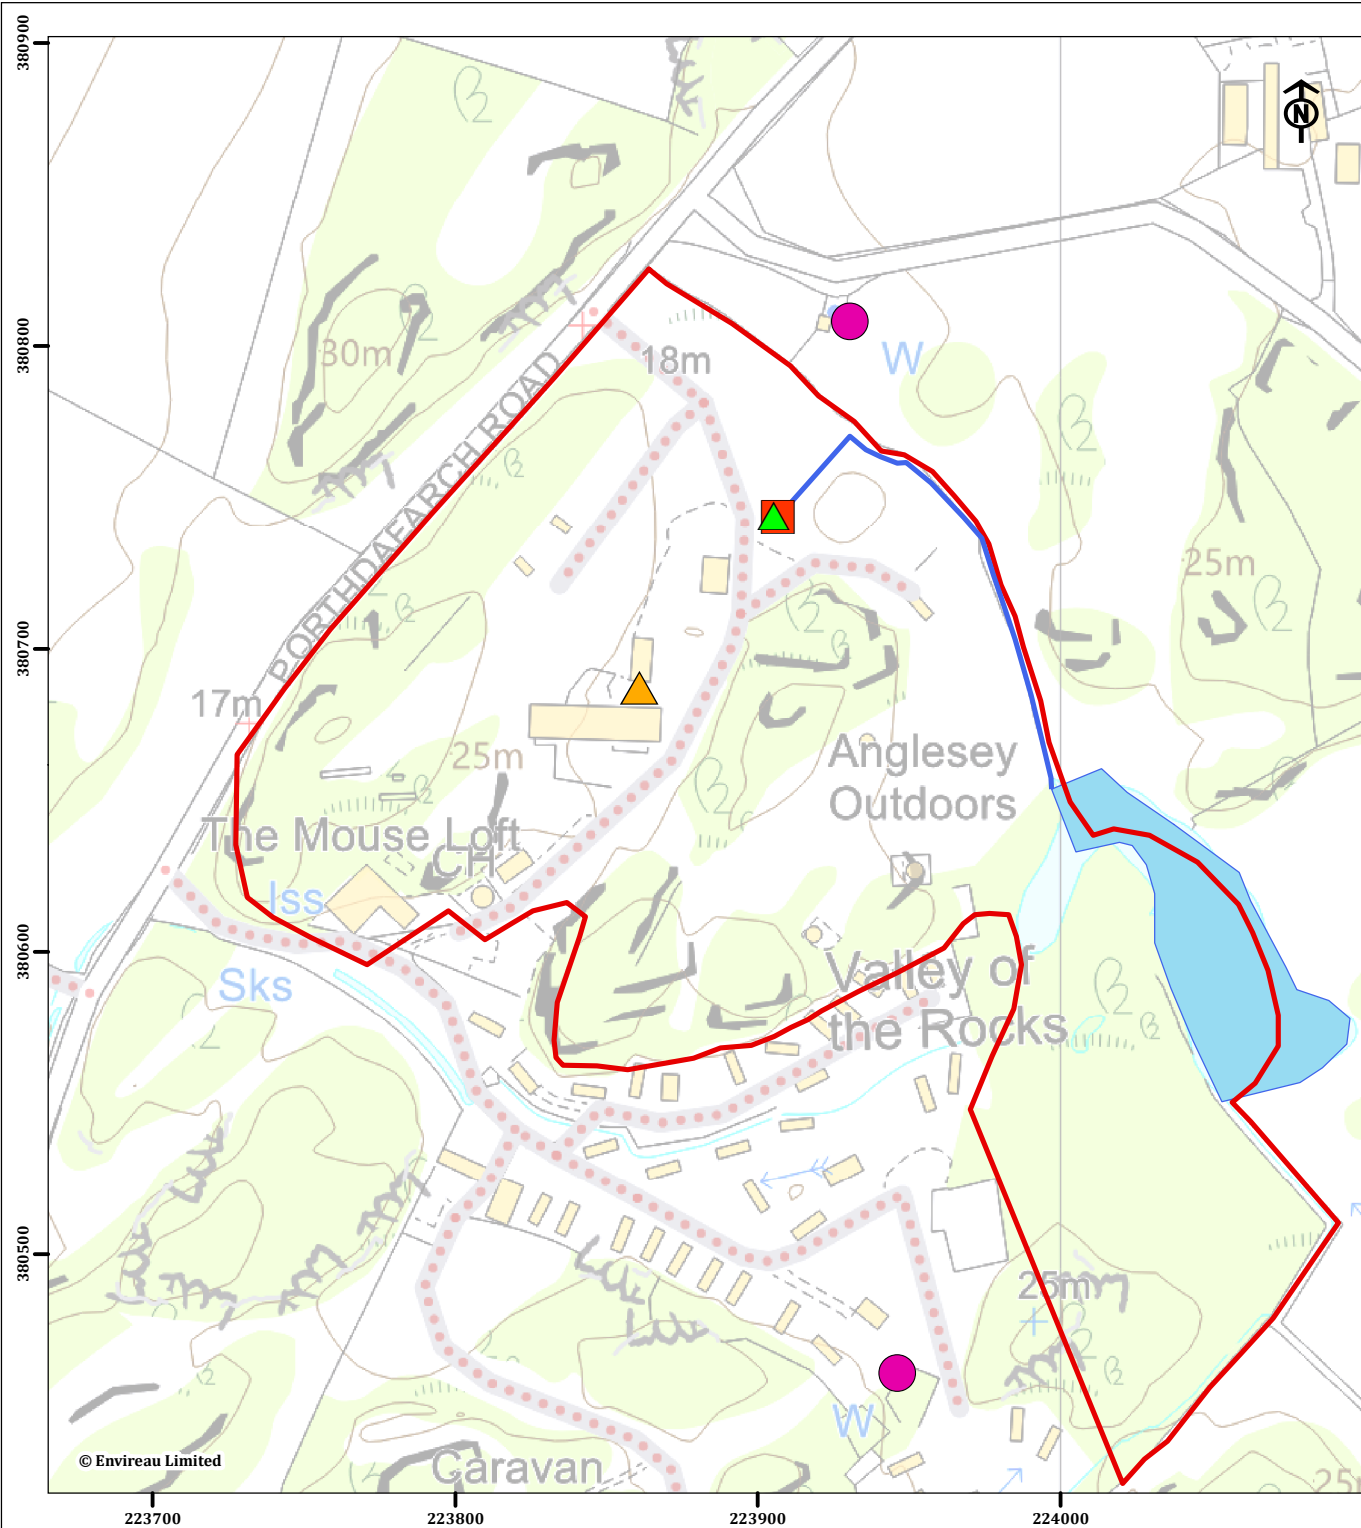 380900
N
30m
18m
W
380800
PORTHDAFARCH ROAD
25m
380700
17m
25m
Anglesey
Outdoors
The Mouse Loft
CH
Iss
380600
Sks
Valley of
the Rocks
380500
25m
W
© Envireau Limited
Caravan
25
223700
223800
223900
224000